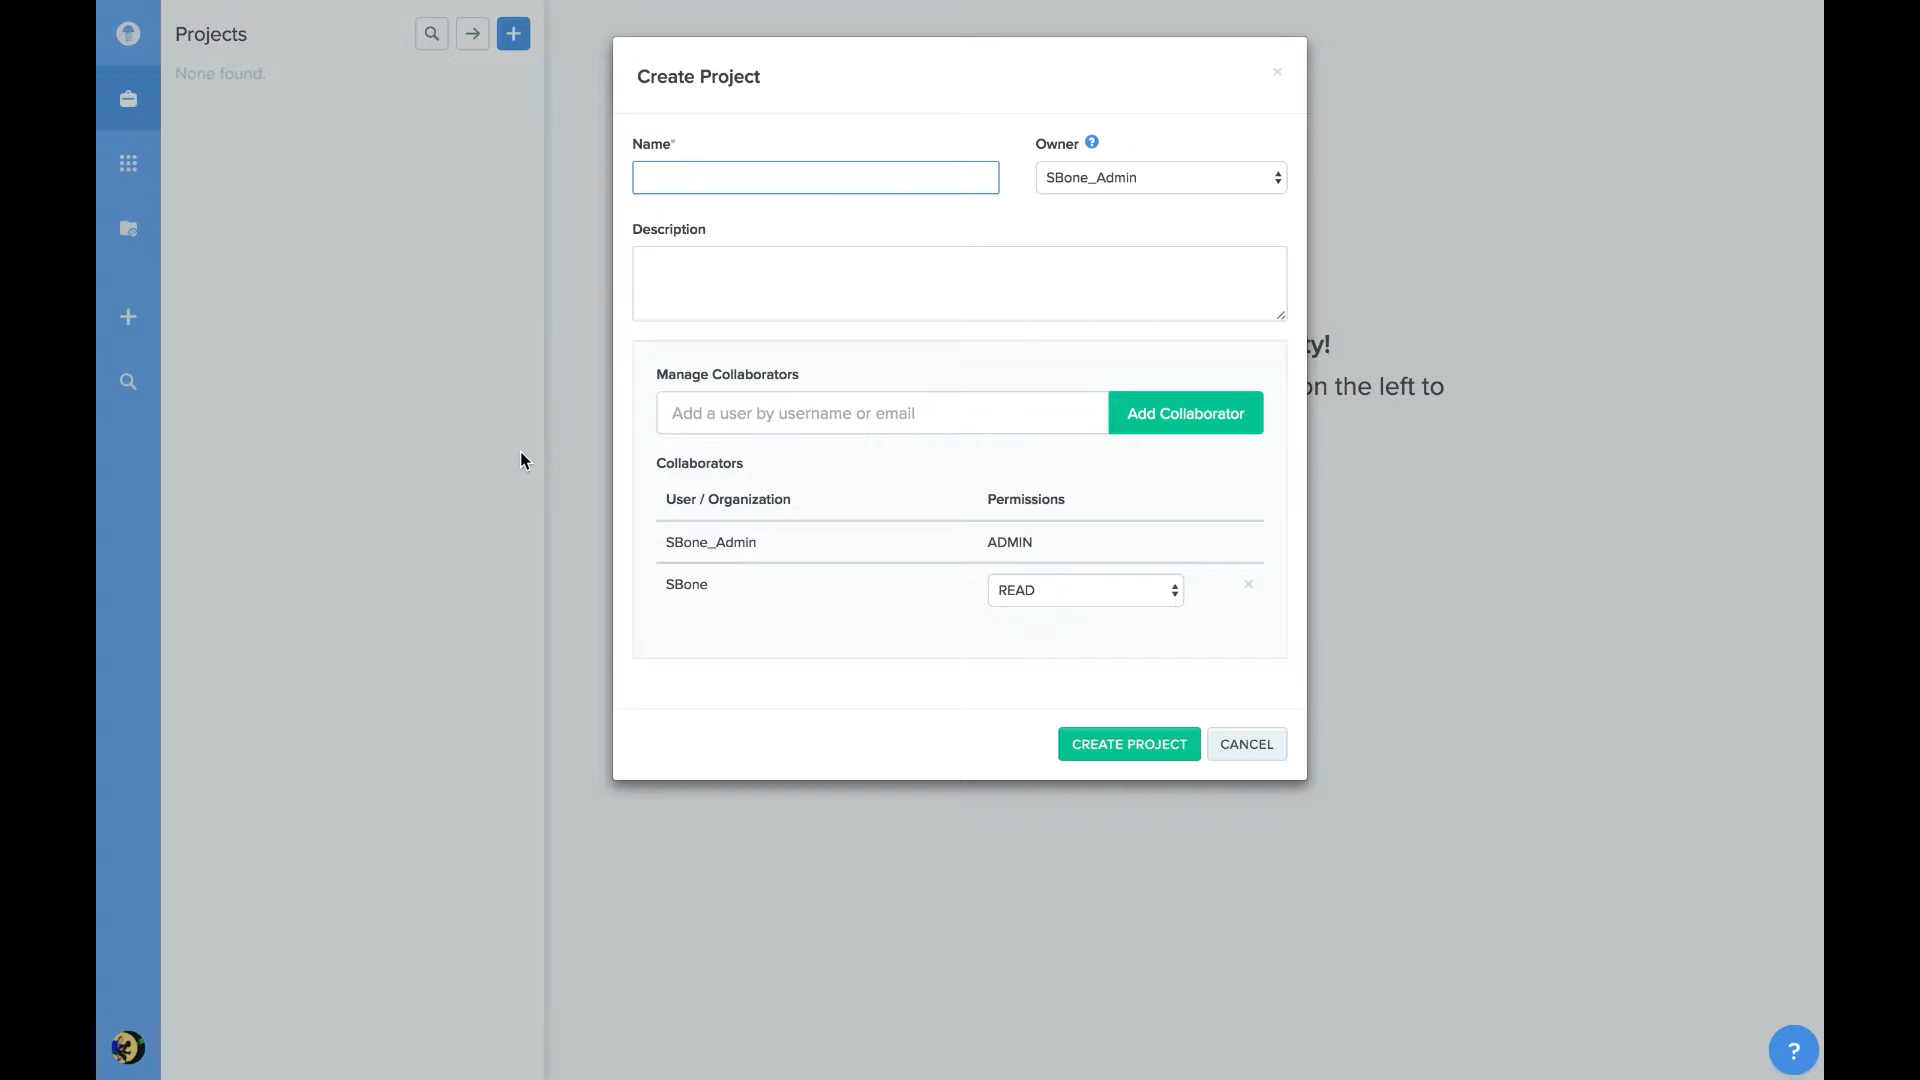 Projects
None found.
Create Project
×
Name*
Owner ?
SBone_Admin
Description
ty!
on the left to
Manage Collaborators
Add a user by username or email
Add Collaborator
Collaborators
User / Organization Permissions
SBone_Admin ADMIN
SBone READ ×
CREATE PROJECT CANCEL
?